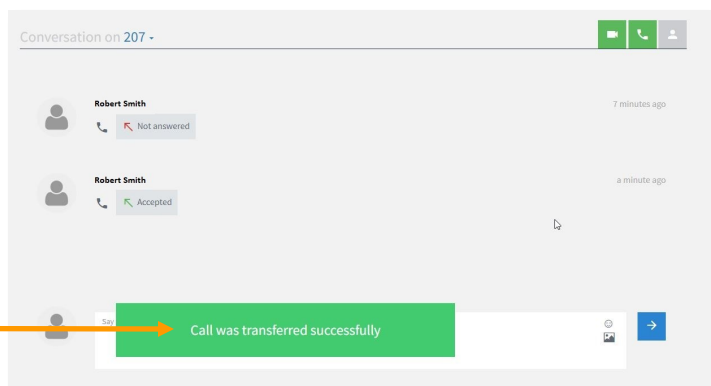 Conversation on 207
Robert Smith
7 minutes ago
Not answered
Robert Smith
a minute ago
Accepted
Say
Call was transferred successfully